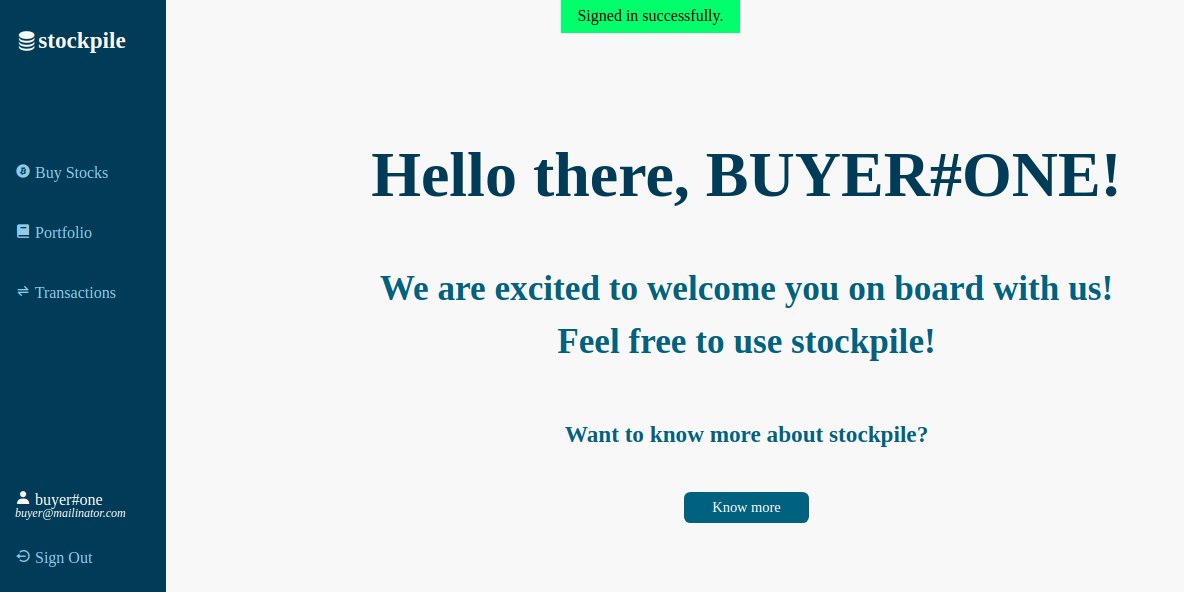 stockpile
Buy Stocks
Portfolio
Transactions
buyer#one
buyer@mailinator.com
Sign Out
Signed in successfully.
Hello there, BUYER#ONE!
We are excited to welcome you on board with us!
Feel free to use stockpile!
Want to know more about stockpile?
Know more